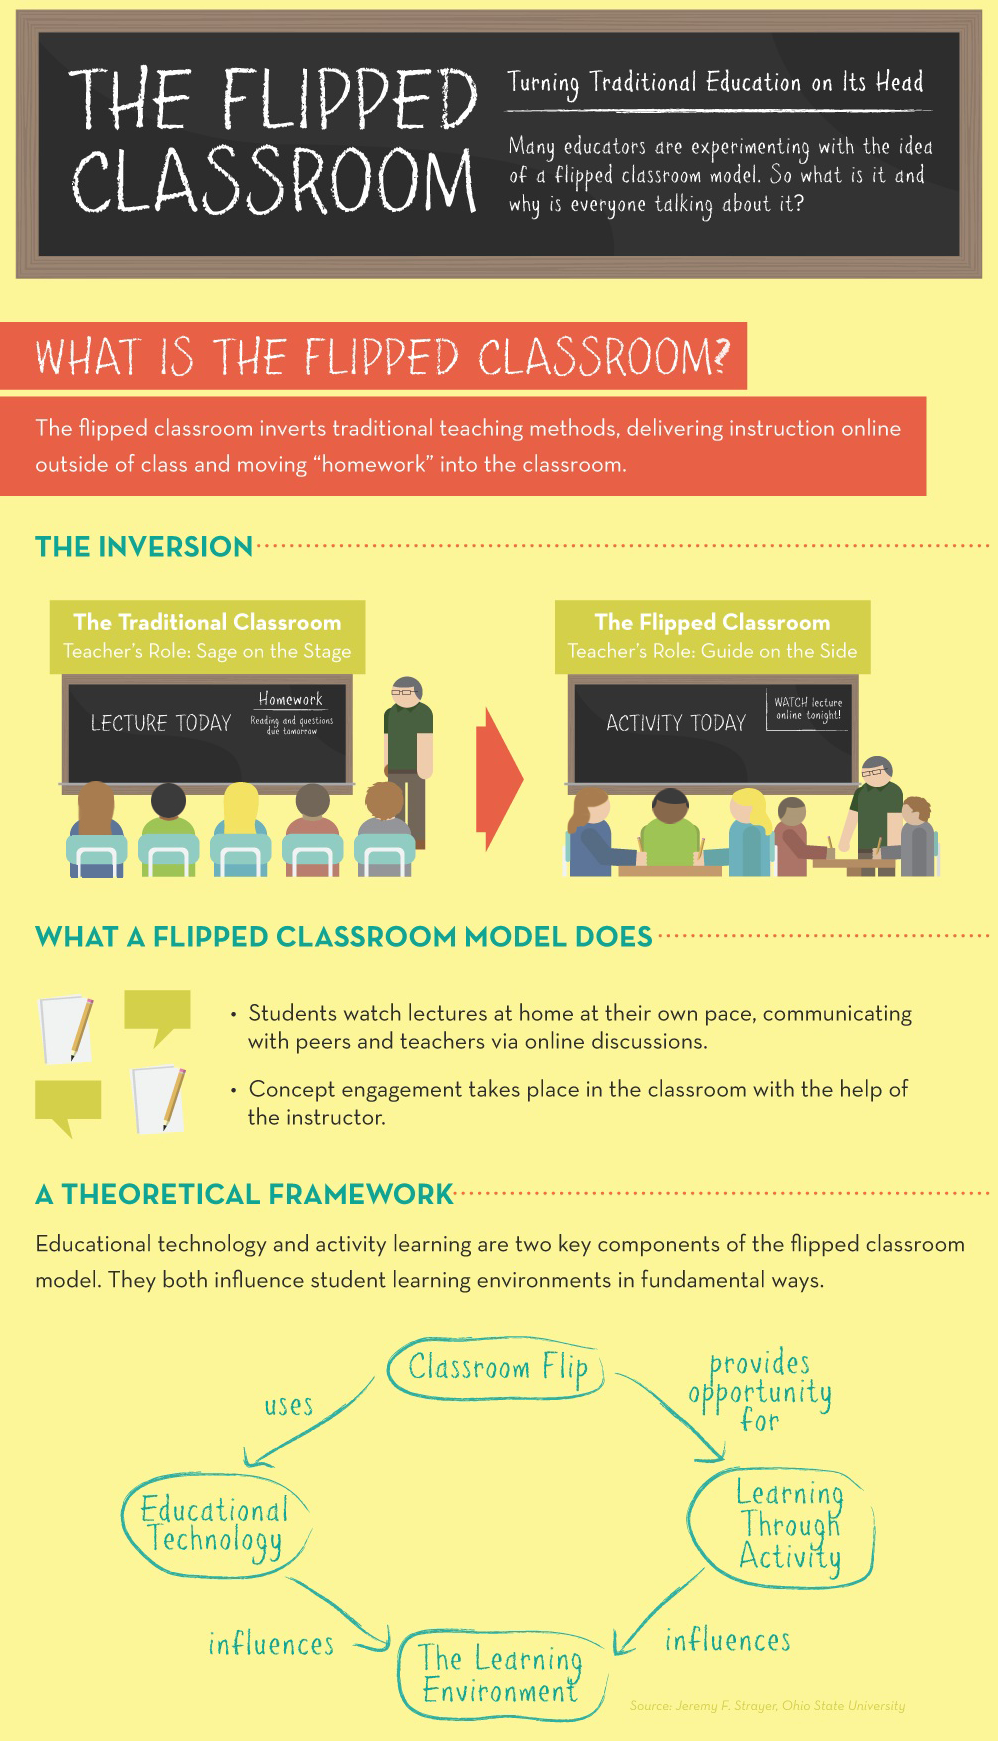 THE FLIPPED
CLASSROOM
Turning Traditional Education on Its Head
Many educators are experimenting with the idea
of a flipped classroom model. So what is it and
why is everyone talking about it?
WHAT IS THE FLIPPED CLASSROOM?
The flipped classroom inverts traditional teaching methods, delivering instruction online
outside of class and moving “homework” into the classroom.
THE INVERSION
The Traditional Classroom
Teacher's Role: Sage on the Stage
LECTURE TODAY
Homework
Reading and questions
due tomorrow
The Flipped Classroom
Teacher's Role: Guide on the Side
ACTIVITY TODAY
WATCH lecture
online tonight!
WHAT A FLIPPED CLASSROOM MODEL DOES
• Students watch lectures at home at their own pace, communicating
with peers and teachers via online discussions.
• Concept engagement takes place in the classroom with the help of
the instructor.
A THEORETICAL FRAMEWORK
Educational technology and activity learning are two key components of the flipped classroom
model. They both influence student learning environments in fundamental ways.
Classroom Flip
uses
provides
opportunity
for
Educational
Technology
Learning
Through
Activity
influences
influences
The Learning
Environment
Source: Jeremy F. Strayer, Ohio State University